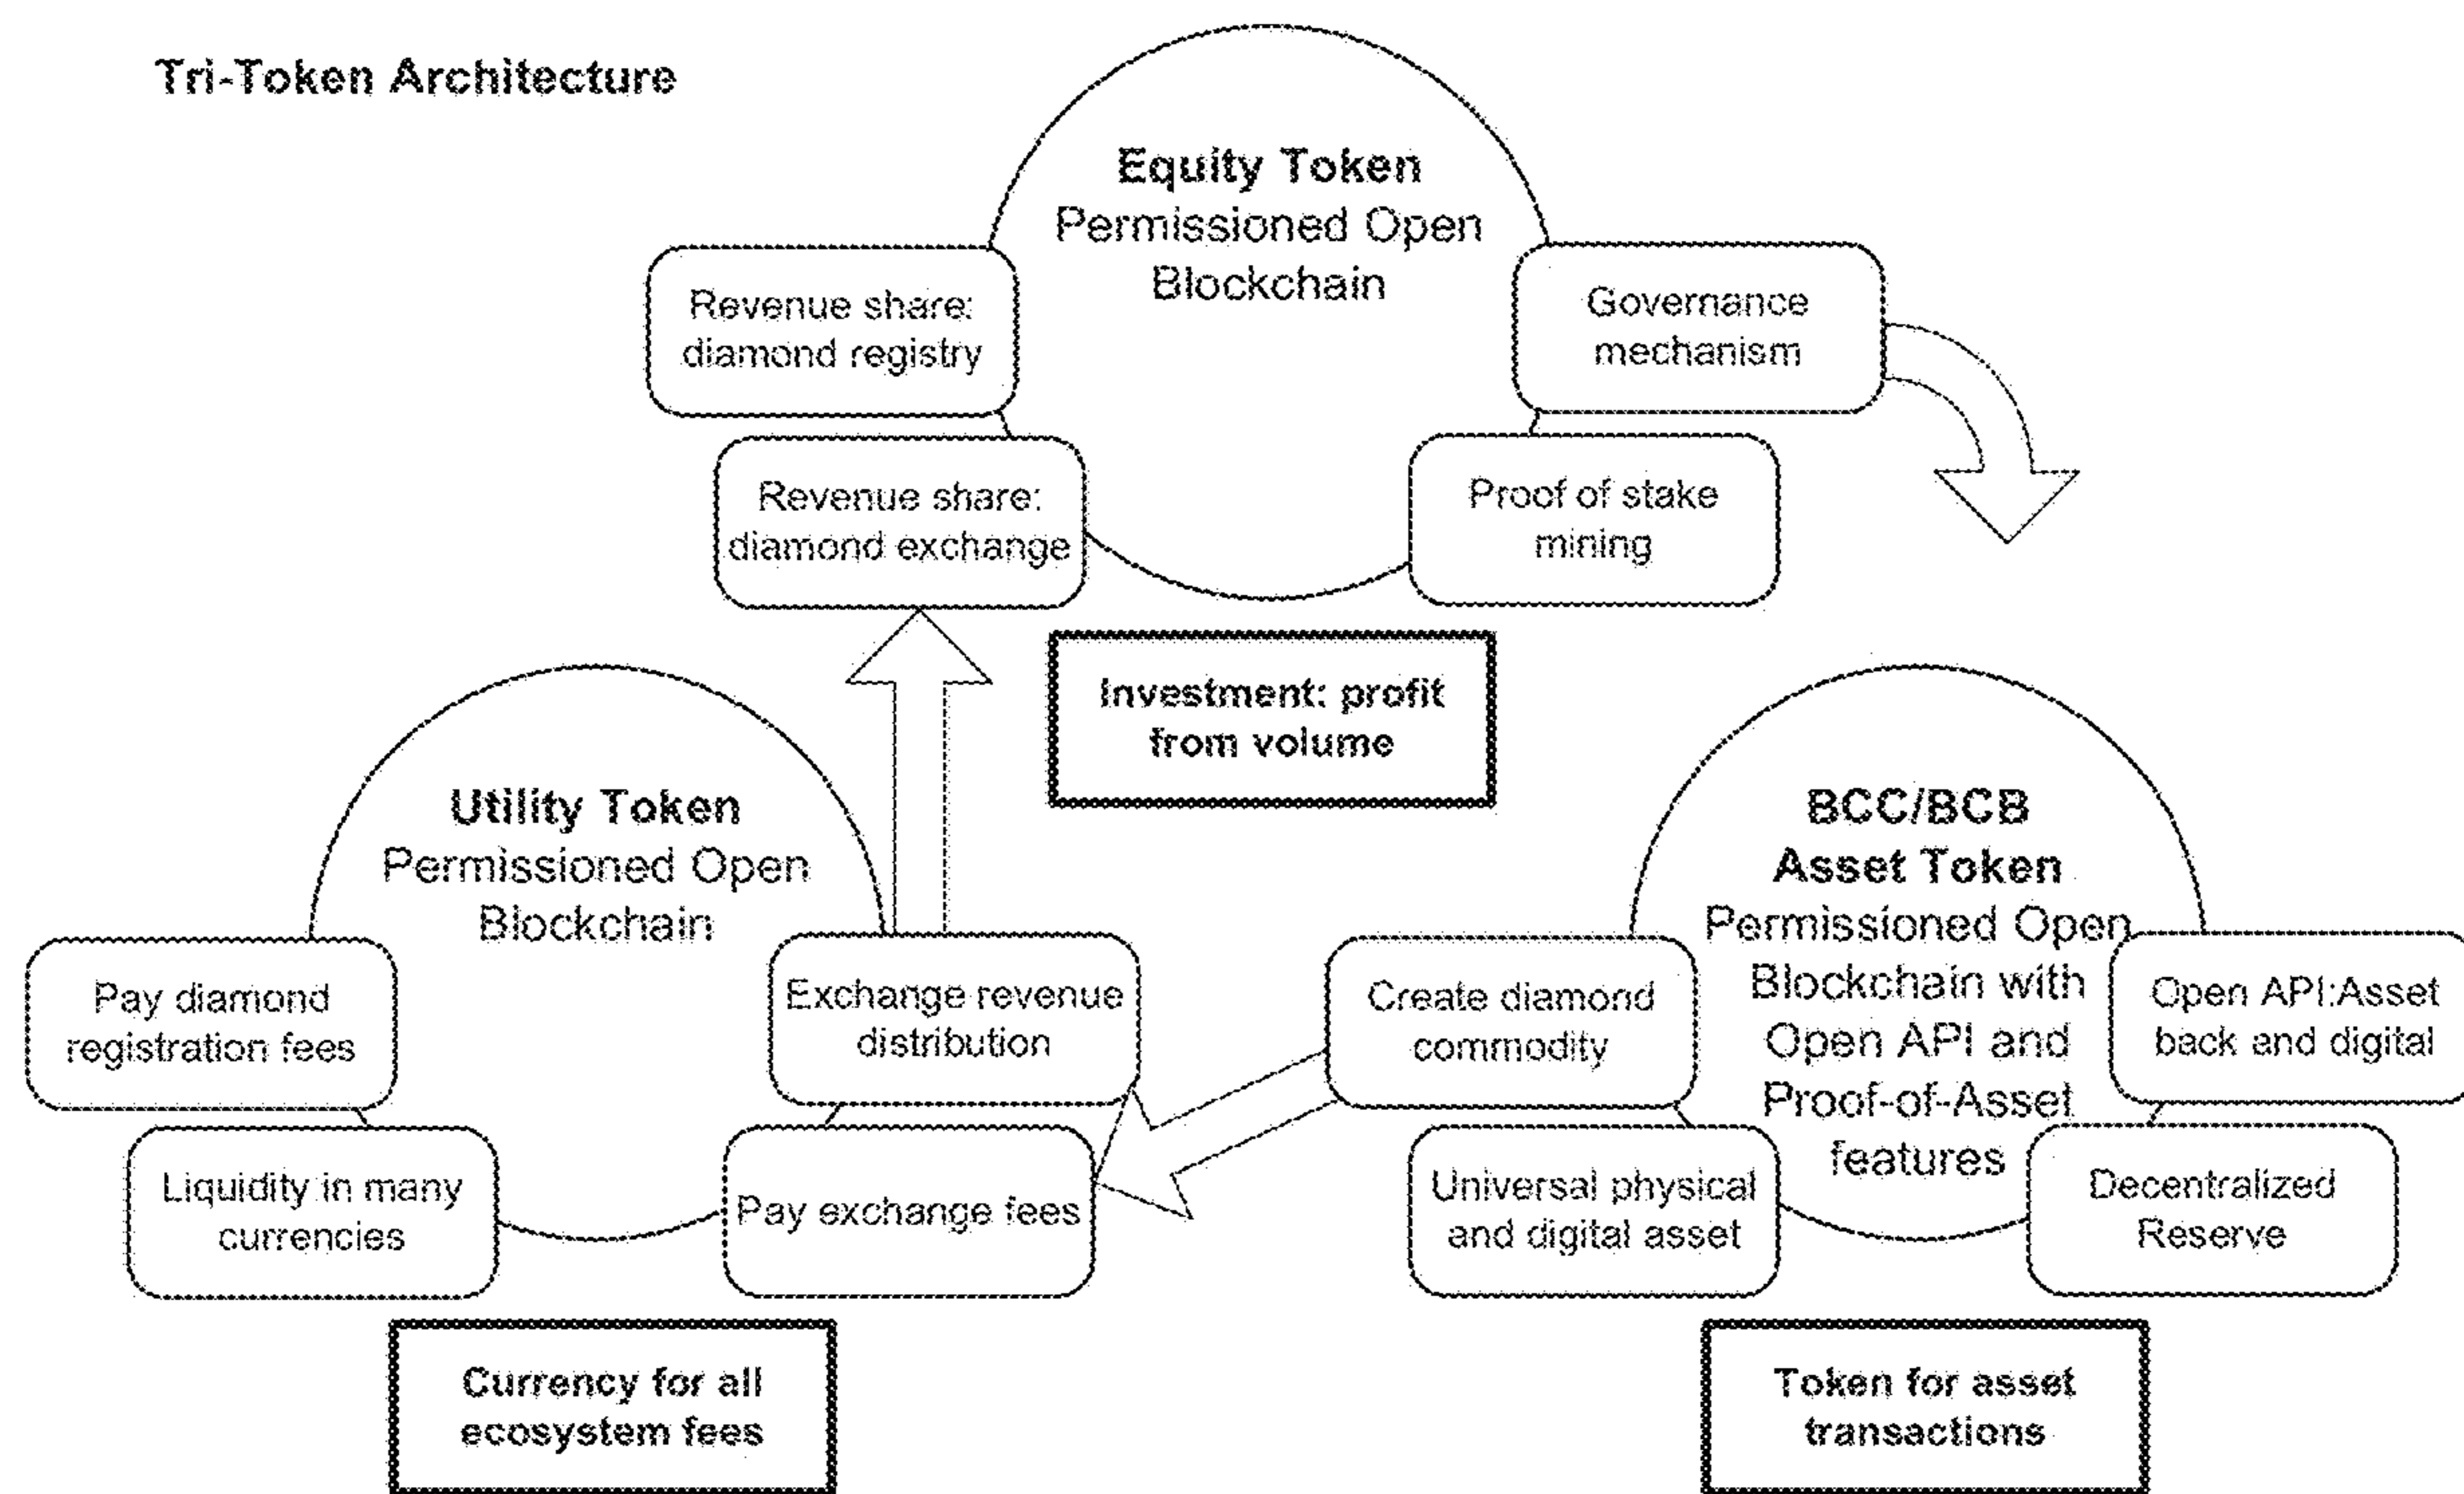 Tri-Token Architecture
Equity Token
Permissioned Open
Blockchain
Revenue share:
diamond registry
Governance
mechanism
Revenue share:
diamond exchange
Proof of stake
mining
Investment: profit
from volume
Utility Token
Permissioned Open
Blockchain
Pay diamond
registration fees
Exchange revenue
distribution
Liquidity in many
currencies
Pay exchange fees
Currency for all
ecosystem fees
BCC/BCB
Asset Token
Permissioned Open
Blockchain with
Open API and
Proof-of-Asset
features
Create diamond
commodity
Open API:Asset
back and digital
Universal physical
and digital asset
Decentralized
Reserve
Token for asset
transactions